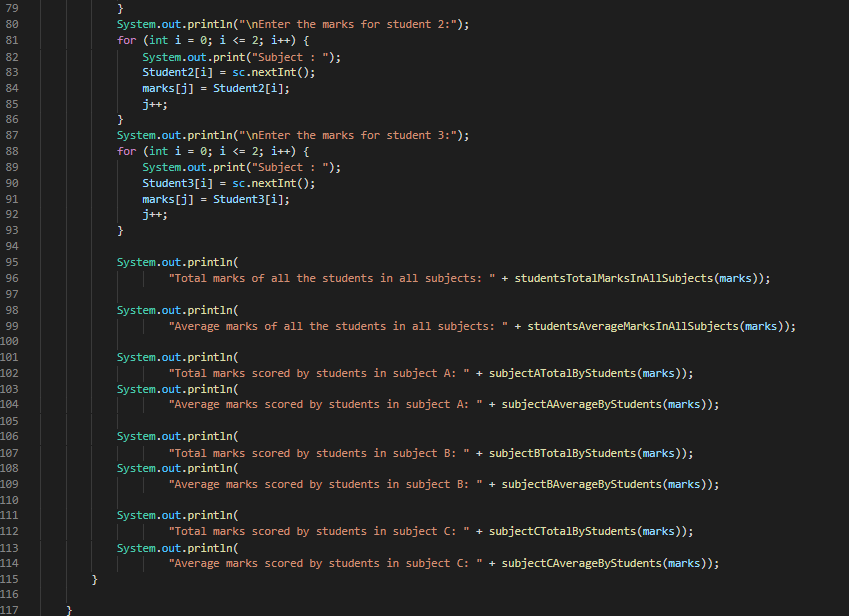 79 }
80 System.out.println("\nEnter the marks for student 2:");
81 for (int i = 0; i <= 2; i++) {
82 System.out.print("Subject : ");
83 Student2[i] = sc.nextInt();
84 marks[j] = Student2[i];
85 j++;
86 }
87 System.out.println("\nEnter the marks for student 3:");
88 for (int i = 0; i <= 2; i++) {
89 System.out.print("Subject : ");
90 Student3[i] = sc.nextInt();
91 marks[j] = Student3[i];
92 j++;
93 }
94
95 System.out.println(
96 "Total marks of all the students in all subjects: " + studentsTotalMarksInAllSubjects(marks));
97
98 System.out.println(
99 "Average marks of all the students in all subjects: " + studentsAverageMarksInAllSubjects(marks));
100
101 System.out.println(
102 "Total marks scored by students in subject A: " + subjectATotalByStudents(marks));
103 System.out.println(
104 "Average marks scored by students in subject A: " + subjectAAverageByStudents(marks));
105
106 System.out.println(
107 "Total marks scored by students in subject B: " + subjectBTotalByStudents(marks));
108 System.out.println(
109 "Average marks scored by students in subject B: " + subjectBAverageByStudents(marks));
110
111 System.out.println(
112 "Total marks scored by students in subject C: " + subjectCTotalByStudents(marks));
113 System.out.println(
114 "Average marks scored by students in subject C: " + subjectCAverageByStudents(marks));
115 }
116
117 }